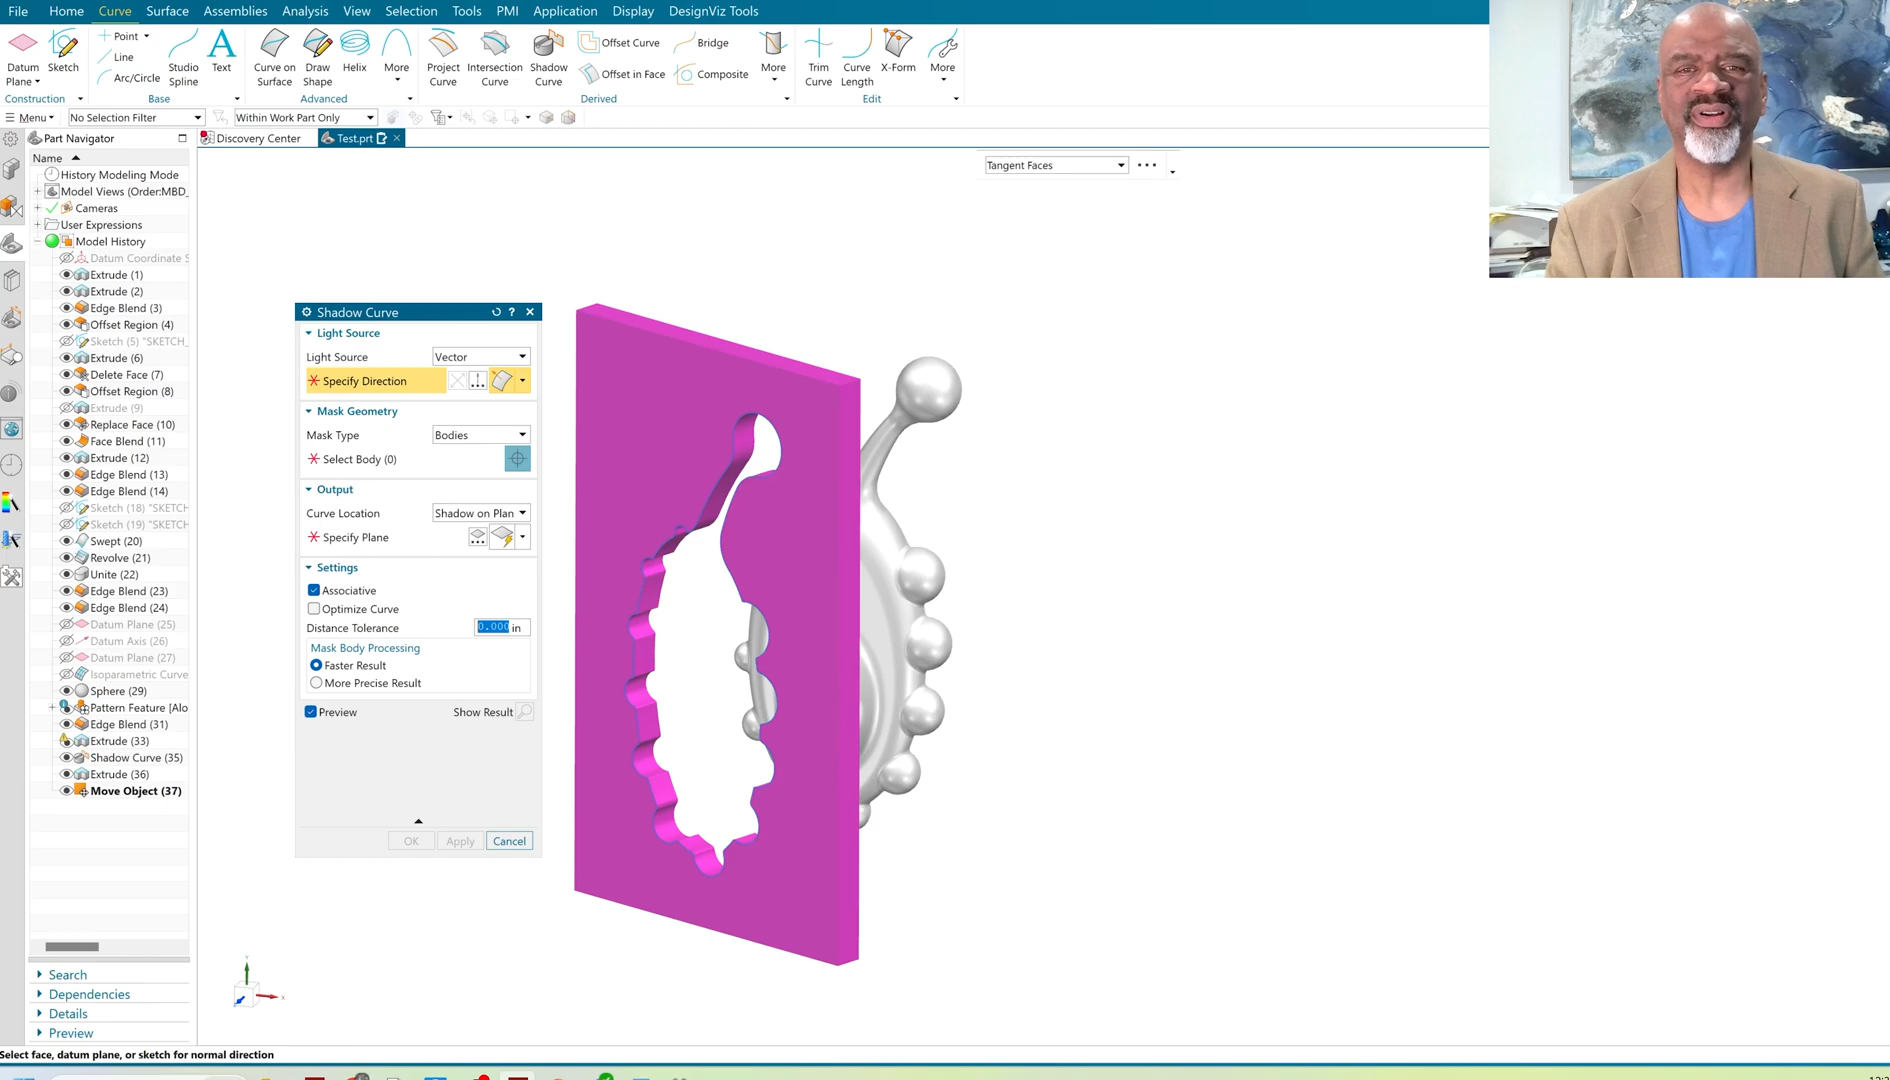 File Home Curve Surface Assemblies Analysis View Selection Tools PMI Application Display DesignViz Tools
Datum Plane
Sketch
Point
Line
Arc/Circle
Studio Spline
Text
Curve on Surface
Draw Shape
Helix
More
Project Curve
Intersection Curve
Shadow Curve
Offset Curve
Offset in Face
Bridge
Composite
More
Trim Curve
Curve Length
X-Form
More
Construction
Base
Advanced
Derived
Edit
Menu
No Selection Filter
Within Work Part Only
Part Navigator
Discovery Center
Test.prt
Tangent Faces
Name
History Modeling Mode
Model Views (Order:MBD_
Cameras
User Expressions
Model History
Datum Coordinate S
Extrude (1)
Extrude (2)
Edge Blend (3)
Offset Region (4)
Sketch (5) "SKETCH_
Extrude (6)
Delete Face (7)
Offset Region (8)
Extrude (9)
Replace Face (10)
Face Blend (11)
Extrude (12)
Edge Blend (13)
Edge Blend (14)
Sketch (18) "SKETCH
Sketch (19) "SKETCH
Swept (20)
Revolve (21)
Unite (22)
Edge Blend (23)
Edge Blend (24)
Datum Plane (25)
Datum Axis (26)
Datum Plane (27)
Isoparametric Curve
Sphere (29)
Pattern Feature [Alo
Edge Blend (31)
Extrude (33)
Shadow Curve (35)
Extrude (36)
Move Object (37)
Search
Dependencies
Details
Preview
Shadow Curve
Light Source
Light Source Vector
Specify Direction
Mask Geometry
Mask Type Bodies
Select Body (0)
Output
Curve Location Shadow on Plan
Specify Plane
Settings
Associative
Optimize Curve
Distance Tolerance 0.000 in
Mask Body Processing
Faster Result
More Precise Result
Preview Show Result
OK Apply Cancel
Y
X
Select face, datum plane, or sketch for normal direction